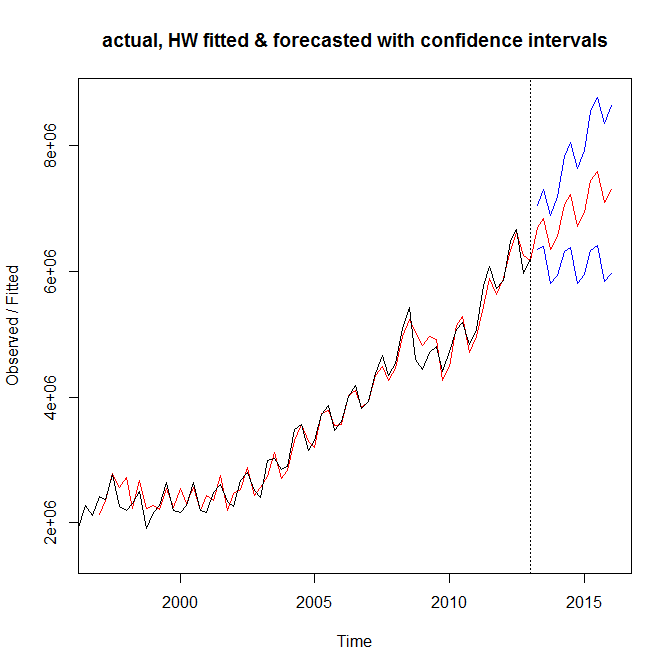 actual, HW fitted & forecasted with confidence intervals
Observed / Fitted
8e+06
6e+06
4e+06
2e+06
2000 2005 2010 2015
Time